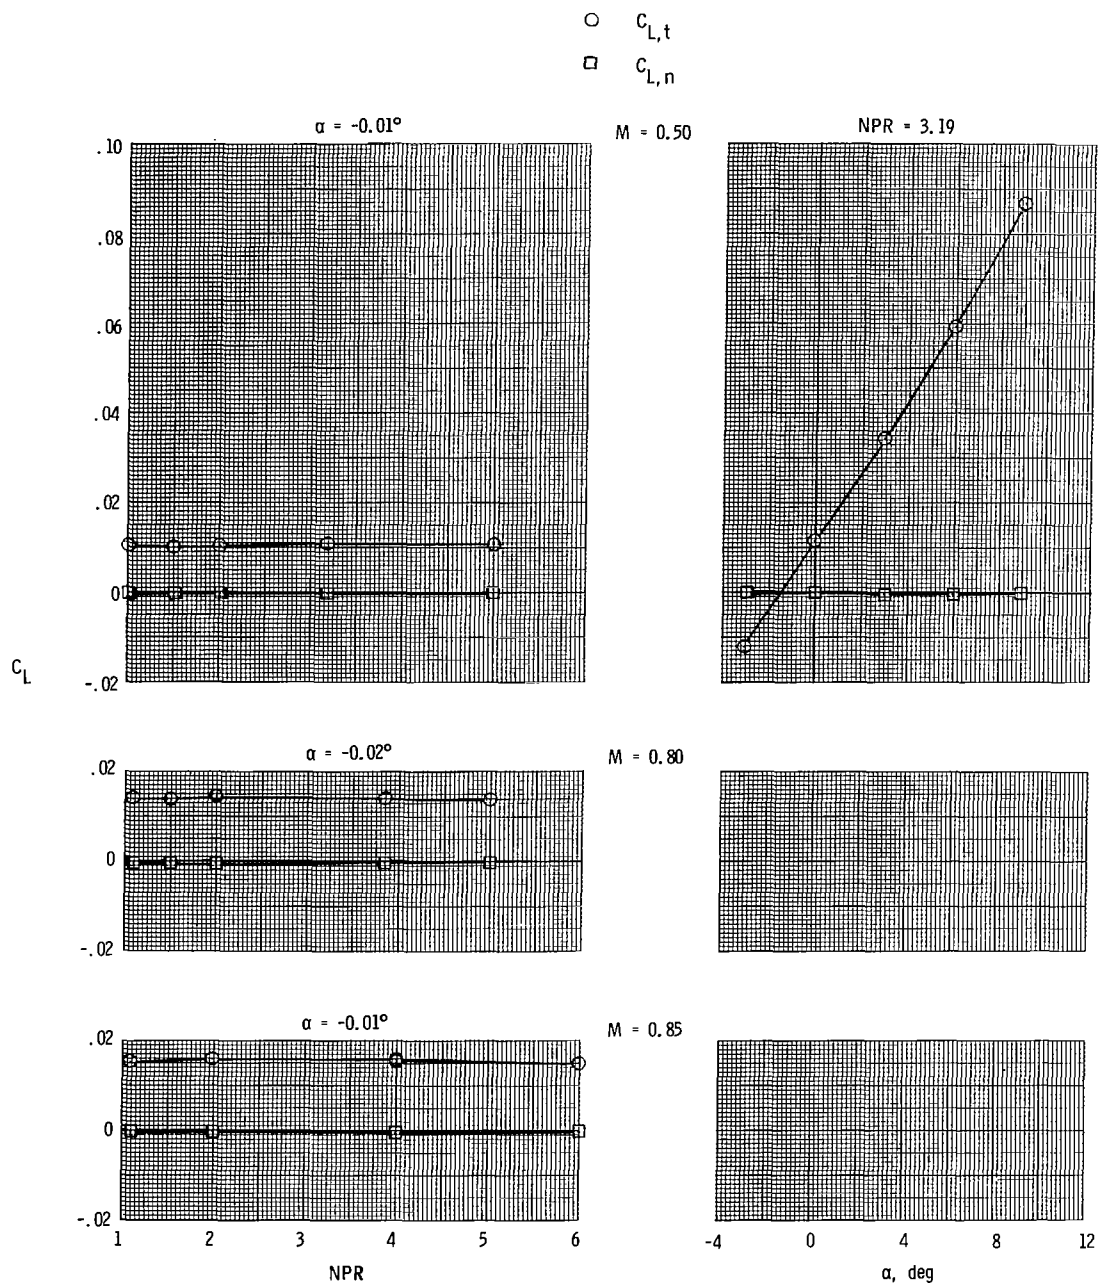 C_L,t
C_L,n
α = -0.01°
M = 0.50
NPR = 3.19
.10
.08
.06
.04
.02
0
-.02
C_L
α = -0.02°
M = 0.80
.02
0
-.02
α = -0.01°
M = 0.85
.02
0
-.02
1 2 3 4 5 6
NPR
-4 0 4 8 12
α, deg